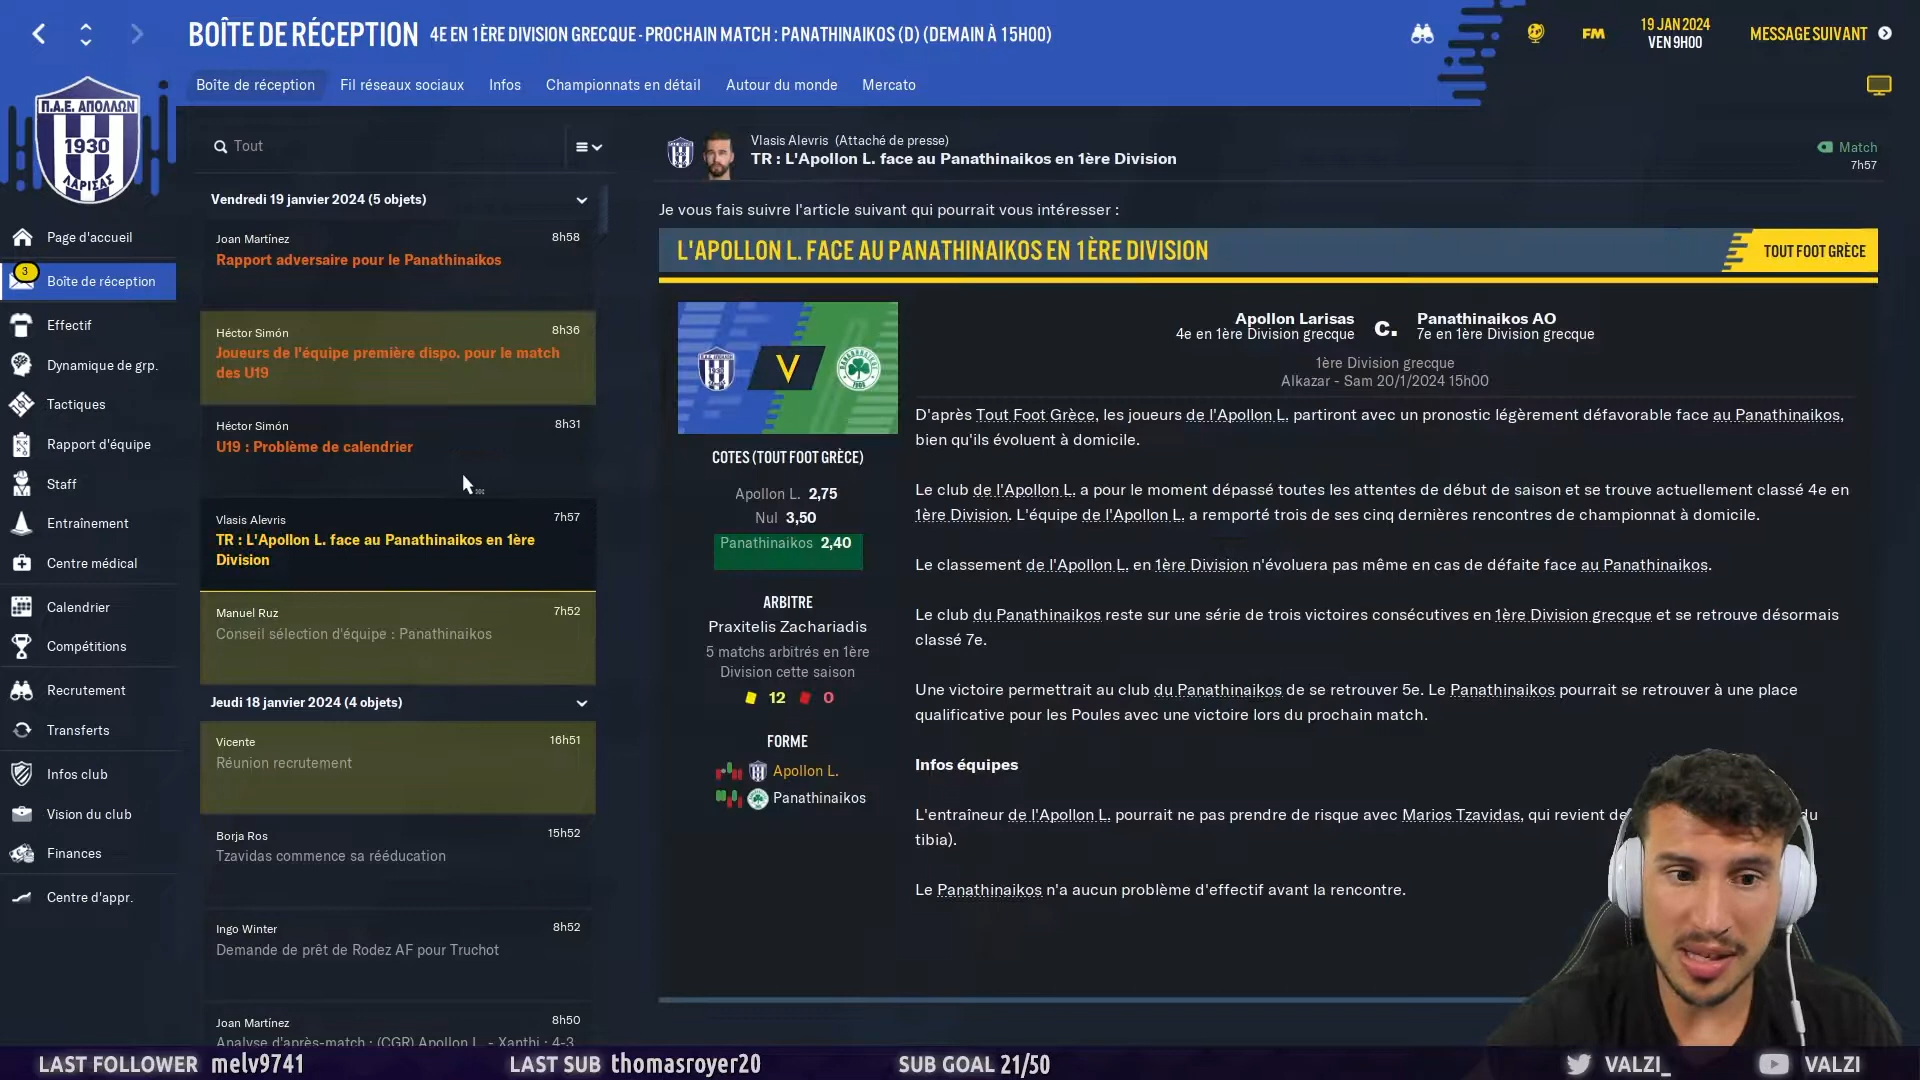 BOÎTE DE RÉCEPTION
4E EN 1ÈRE DIVISION GRECQUE - PROCHAIN MATCH : PANATHINAIKOS (D) (DEMAIN À 15H00)
FM
19 JAN 2024
VEN 9H00
MESSAGE SUIVANT
Boîte de réception
Fil réseaux sociaux
Infos
Championnats en détail
Autour du monde
Mercato
Π.Α.Ε. ΑΠΟΛΛΩΝ
1930
ΛΑΡΙΣΑΣ
Page d'accueil
3
Boîte de réception
Effectif
Dynamique de grp.
Tactiques
Rapport d'équipe
Staff
Entraînement
Centre médical
Calendrier
Compétitions
Recrutement
Transferts
Infos club
Vision du club
Finances
Centre d'appr.
Tout
Vendredi 19 janvier 2024 (5 objets)
Joan Martínez
8h58
Rapport adversaire pour le Panathinaikos
Héctor Simón
8h36
Joueurs de l'équipe première dispo. pour le match
des U19
Héctor Simón
8h31
U19 : Problème de calendrier
Vlasis Alevris
7h57
TR : L'Apollon L. face au Panathinaikos en 1ère
Division
Manuel Ruz
7h52
Conseil sélection d'équipe : Panathinaikos
Jeudi 18 janvier 2024 (4 objets)
Vicente
16h51
Réunion recrutement
Borja Ros
15h52
Tzavidas commence sa rééducation
Ingo Winter
8h52
Demande de prêt de Rodez AF pour Truchot
Joan Martínez
8h50
Analyse d'après-match : (CGR) Apollon L. - Xanthi : 4-3
Vlasis Alevris (Attaché de presse)
TR : L'Apollon L. face au Panathinaikos en 1ère Division
Match
7h57
Je vous fais suivre l'article suivant qui pourrait vous intéresser :
L'APOLLON L. FACE AU PANATHINAIKOS EN 1ÈRE DIVISION
TOUT FOOT GRÈCE
V
COTES (TOUT FOOT GRÈCE)
Apollon L. 2,75
Nul 3,50
Panathinaikos 2,40
ARBITRE
Praxitelis Zachariadis
5 matchs arbitrés en 1ère
Division cette saison
12 0
FORME
Apollon L.
Panathinaikos
Apollon Larisas c. Panathinaikos AO
4e en 1ère Division grecque 7e en 1ère Division grecque
1ère Division grecque
Alkazar - Sam 20/1/2024 15h00
D'après Tout Foot Grèce, les joueurs de l'Apollon L. partiront avec un pronostic légèrement défavorable face au Panathinaikos,
bien qu'ils évoluent à domicile.
Le club de l'Apollon L. a pour le moment dépassé toutes les attentes de début de saison et se trouve actuellement classé 4e en
1ère Division. L'équipe de l'Apollon L. a remporté trois de ses cinq dernières rencontres de championnat à domicile.
Le classement de l'Apollon L. en 1ère Division n'évoluera pas même en cas de défaite face au Panathinaikos.
Le club du Panathinaikos reste sur une série de trois victoires consécutives en 1ère Division grecque et se retrouve désormais
classé 7e.
Une victoire permettrait au club du Panathinaikos de se retrouver 5e. Le Panathinaikos pourrait se retrouver à une place
qualificative pour les Poules avec une victoire lors du prochain match.
Infos équipes
L'entraîneur de l'Apollon L. pourrait ne pas prendre de risque avec Marios Tzavidas, qui revient de du
tibia).
Le Panathinaikos n'a aucun problème d'effectif avant la rencontre.
LAST FOLLOWER melv9741
LAST SUB thomasroyer20
SUB GOAL 21/50
VALZI_
VALZI